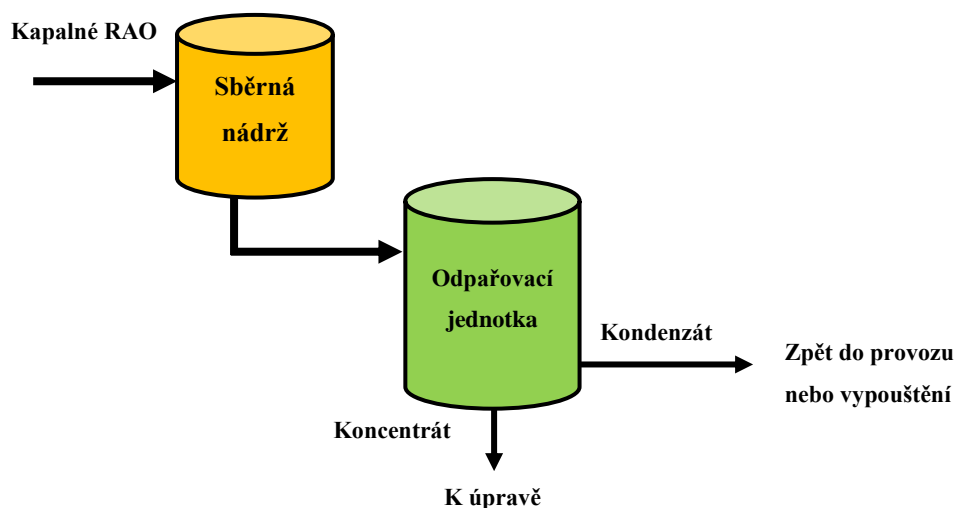 Kapalné RAO
Sběrná
nádrž
Odpařovací
jednotka
Kondenzát
Zpět do provozu
nebo vypouštění
Koncentrát
K úpravě